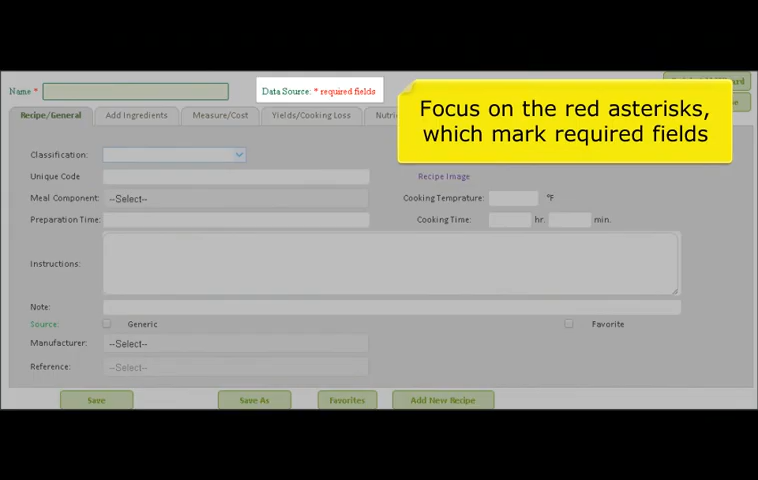 Name *
Data Source: * required fields
Focus on the red asterisks,
which mark required fields
Recipe/General
Add Ingredients
Measure/Cost
Yields/Cooking Loss
Classification:
Unique Code
Recipe Image
Meal Component:
--Select--
Cooking Temprature:
°F
Preparation Time:
Cooking Time:
hr.
min.
Instructions:
Note:
Source:
Generic
Favorite
Manufacturer:
--Select--
Reference:
--Select--
Save
Save As
Favorites
Add New Recipe